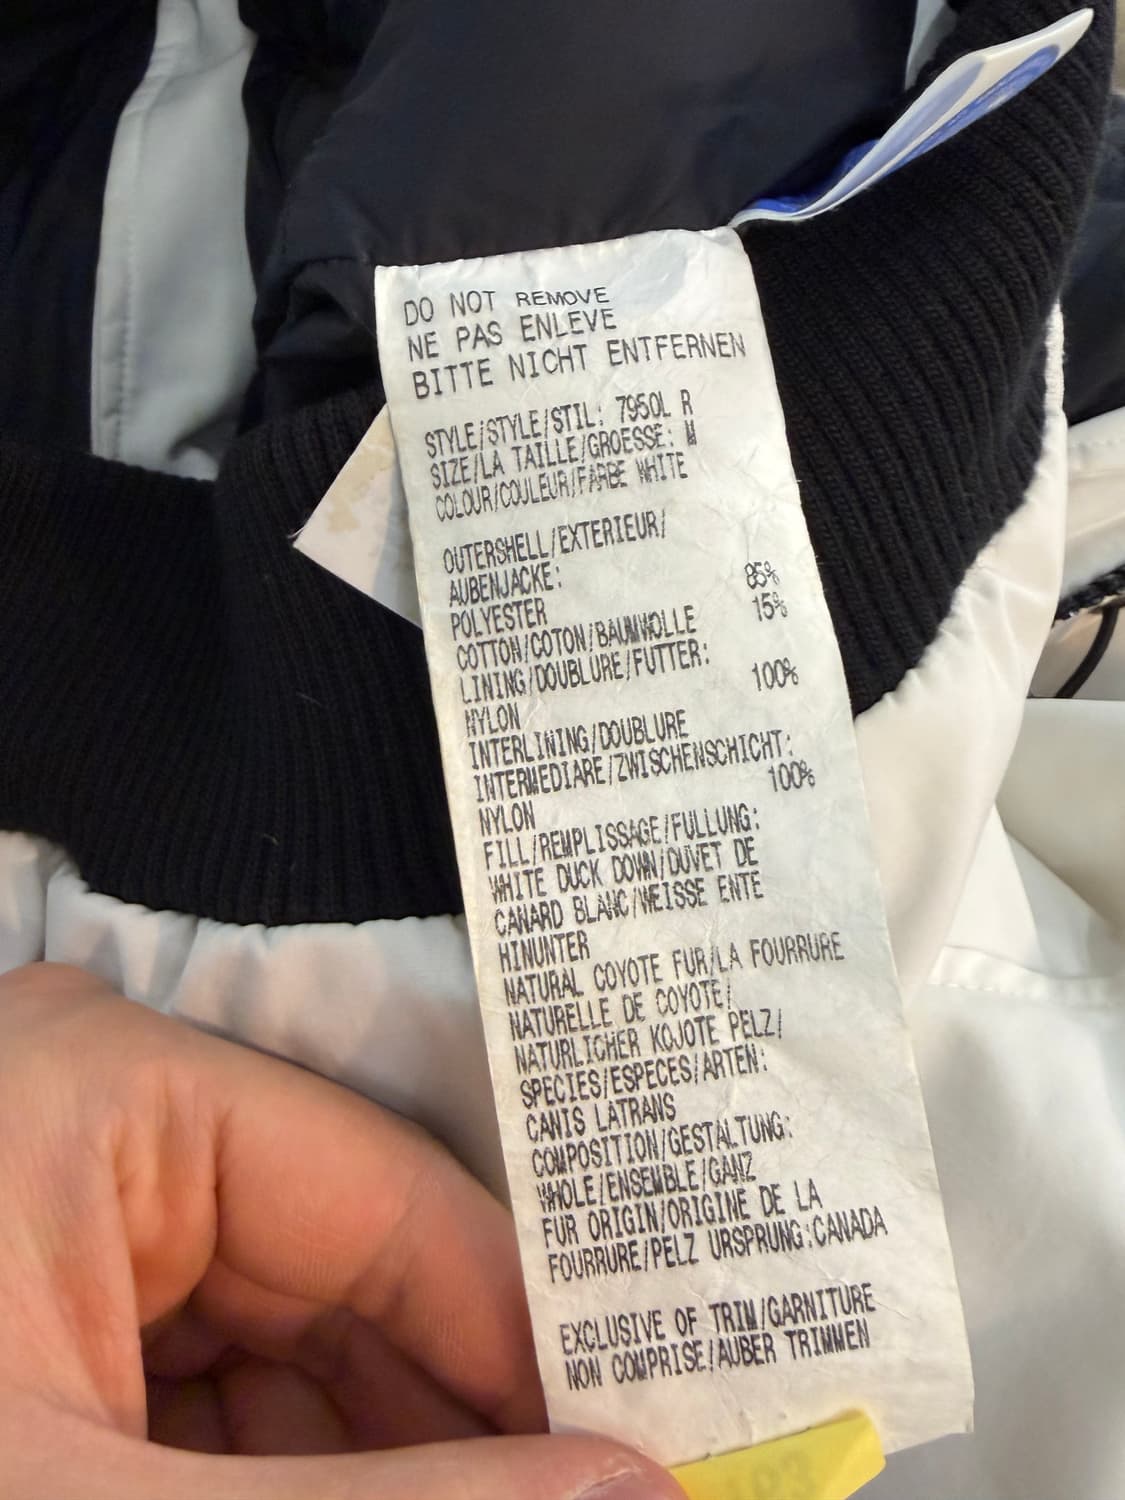 DO NOT REMOVE
NE PAS ENLEVE
BITTE NICHT ENTFERNEN
STYLE/STYLE/STIL: 7950L R
SIZE/LA TAILLE/GROESSE: M
COLOUR/COULEUR/FARBE WHITE
OUTERSHELL/EXTERIEUR/
AUBENJACKE:
POLYESTER 85%
COTTON/COTON/BAUMWOLLE 15%
LINING/DOUBLURE/FUTTER:
NYLON 100%
INTERLINING/DOUBLURE
INTERMEDIARE/ZWISCHENSCHICHT:
NYLON 100%
FILL/REMPLISSAGE/FULLUNG:
WHITE DUCK DOWN/DUVET DE
CANARD BLANC/WEISSE ENTE
HINUNTER
NATURAL COYOTE FUR/LA FOURRURE
NATURELLE DE COYOTE/
NATURLICHER KOJOTE PELZ/
SPECIES/ESPECES/ARTEN:
CANIS LATRANS
COMPOSITION/GESTALTUNG:
WHOLE/ENSEMBLE/GANZ
FUR ORIGIN/ORIGINE DE LA
FOURRURE/PELZ URSPRUNG:CANADA
EXCLUSIVE OF TRIM/GARNITURE
NON COMPRISE/AUBER TRIMMEN